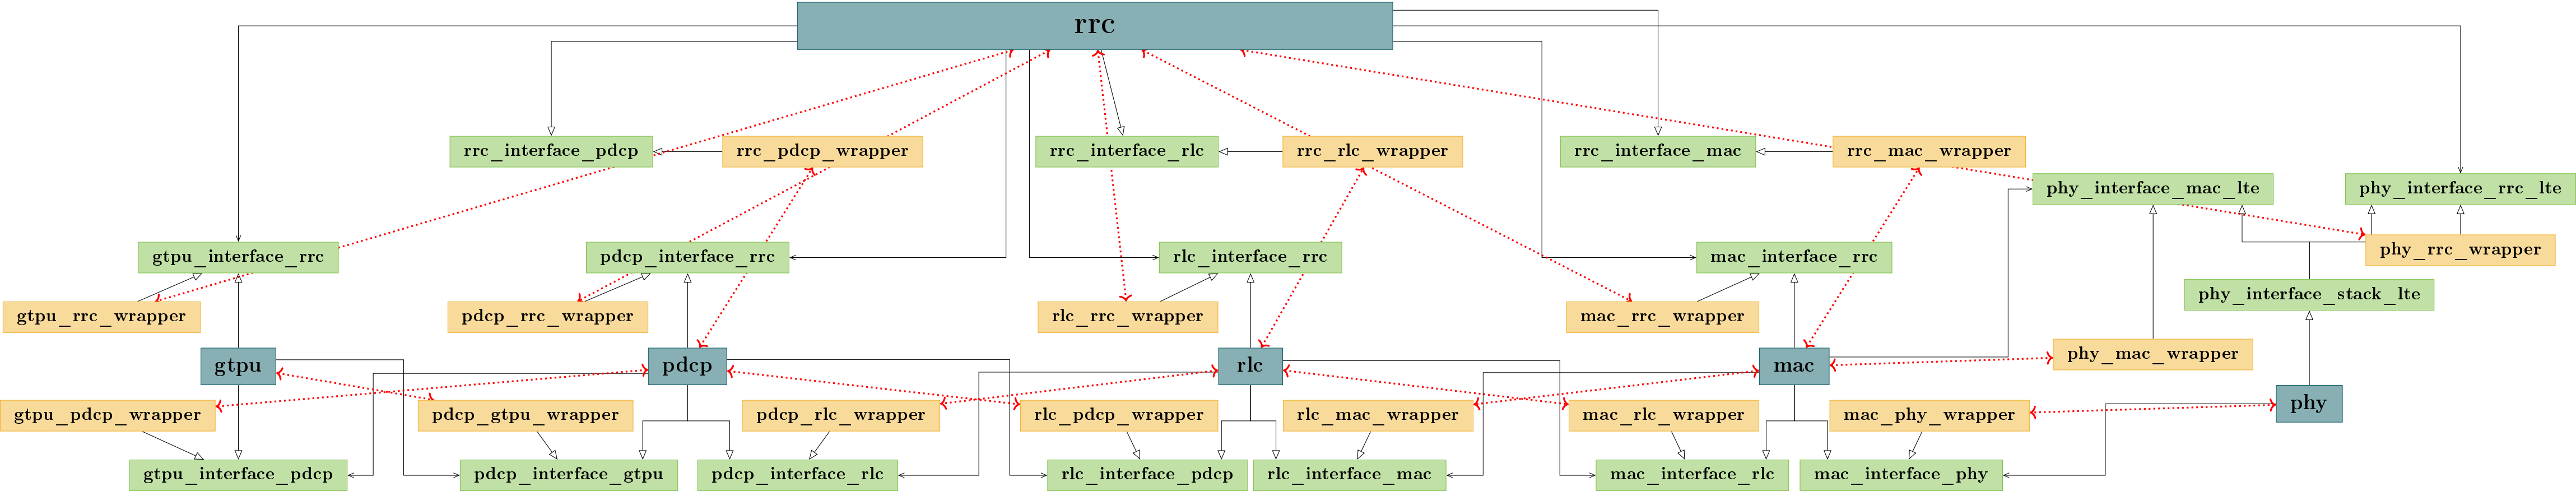 rrc
rrc_interface_pdcp
rrc_pdcp_wrapper
rrc_interface_rlc
rrc_rlc_wrapper
rrc_interface_mac
rrc_mac_wrapper
phy_interface_mac_lte
phy_interface_rrc_lte
gtpu_interface_rrc
pdcp_interface_rrc
rlc_interface_rrc
mac_interface_rrc
phy_rrc_wrapper
phy_interface_stack_lte
gtpu_rrc_wrapper
pdcp_rrc_wrapper
rlc_rrc_wrapper
mac_rrc_wrapper
gtpu
pdcp
rlc
mac
phy_mac_wrapper
phy
gtpu_pdcp_wrapper
pdcp_gtpu_wrapper
pdcp_rlc_wrapper
rlc_pdcp_wrapper
rlc_mac_wrapper
mac_rlc_wrapper
mac_phy_wrapper
gtpu_interface_pdcp
pdcp_interface_gtpu
pdcp_interface_rlc
rlc_interface_pdcp
rlc_interface_mac
mac_interface_rlc
mac_interface_phy